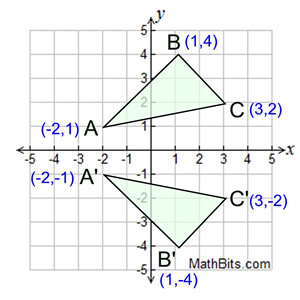 y
5
B (1,4)
4
3
2
C (3,2)
(-2,1) A
1
-5 -4 -3 -2 -1 1 2 3 4 5 x
(-2,-1) A'
-1
-2
C' (3,-2)
-3
-4
B'
(1,-4)
-5
MathBits.com